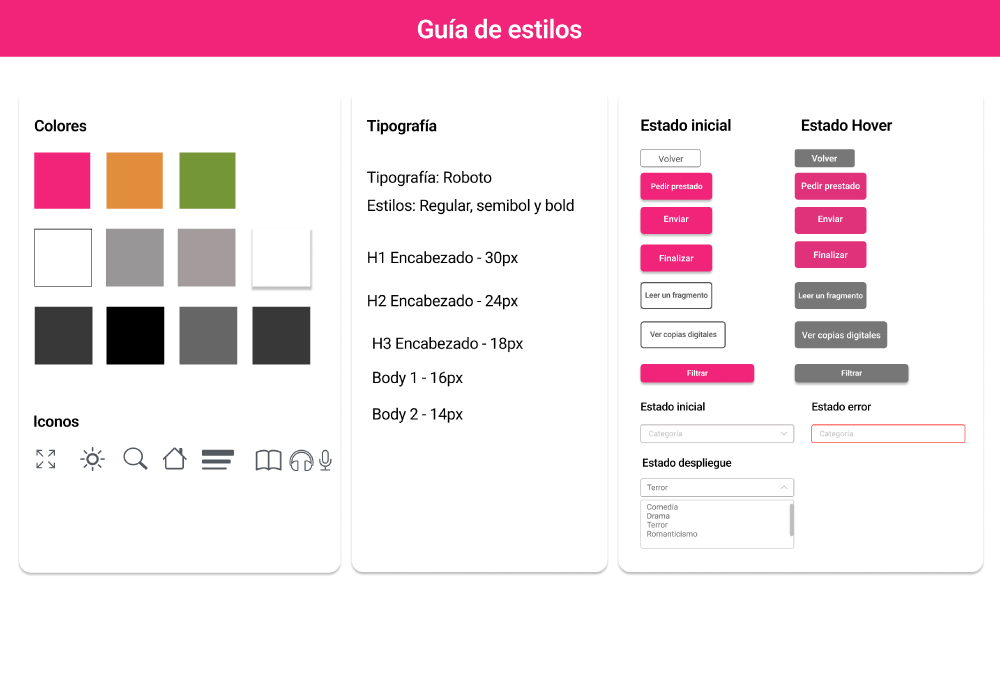 Guía de estilos
Colores
Iconos
Tipografía
Tipografía: Roboto
Estilos: Regular, semibol y bold
H1 Encabezado - 30px
H2 Encabezado - 24px
H3 Encabezado - 18px
Body 1 - 16px
Body 2 - 14px
Estado inicial
Estado Hover
Volver
Volver
Pedir prestado
Pedir prestado
Enviar
Enviar
Finalizar
Finalizar
Leer un fragmento
Leer un fragmento
Ver copias digitales
Ver copias digitales
Filtrar
Filtrar
Estado inicial
Estado error
Categoría
Categoría
Estado despliegue
Terror
Comedia
Drama
Terror
Romanticismo